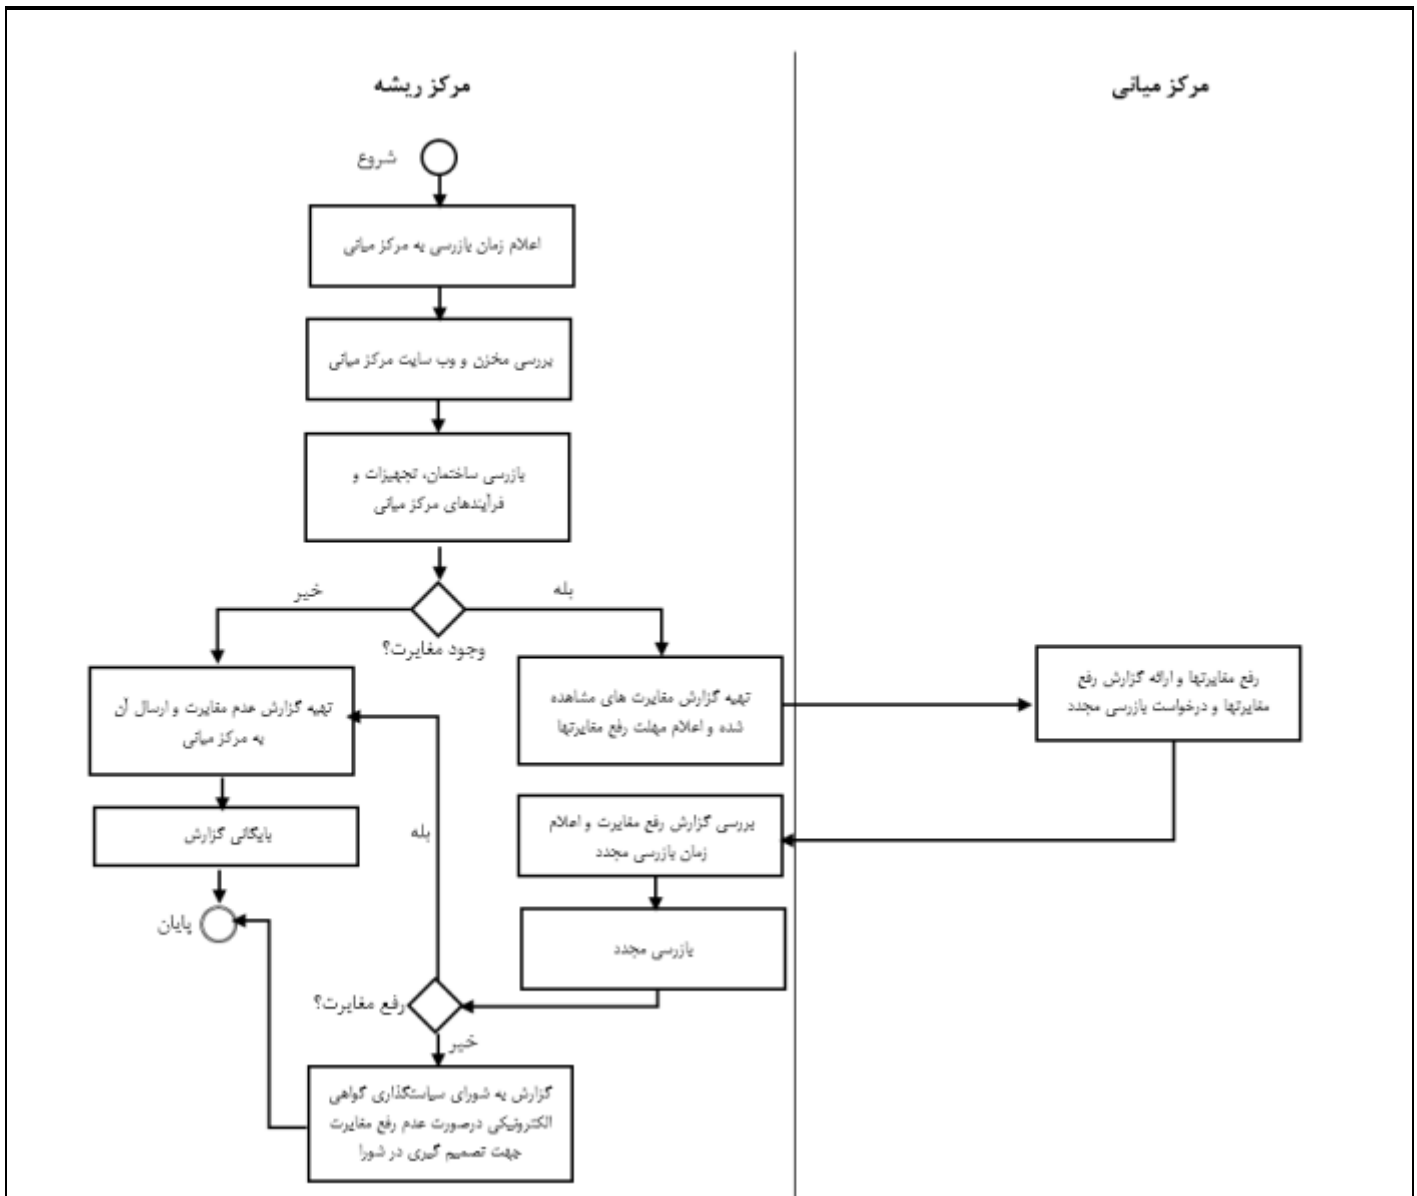 مرکز میانی
مرکز ریشه
شروع
اعلام زمان بازرسی به مرکز میانی
بررسی مخزن و وب سایت مرکز میانی
بازرسی ساختمان، تجهیزات و
فرآیندهای مرکز میانی
بله
خیر
وجود مغایرت؟
رفع مغایرتها و ارائه گزارش رفع
مغایرتها و درخواست بازرسی مجدد
تهیه گزارش مغایرت های مشاهده
شده و اعلام مهلت رفع مغایرتها
تهیه گزارش عدم مغایرت و ارسال آن
به مرکز میانی
بررسی گزارش رفع مغایرت و اعلام
زمان بازرسی مجدد
بله
بایگانی گزارش
پایان
بازرسی مجدد
رفع مغایرت؟
خیر
گزارش به شورای سیاستگذاری گواهی
الکترونیکی درصورت عدم رفع مغایرت
جهت تصمیم گیری در شورا